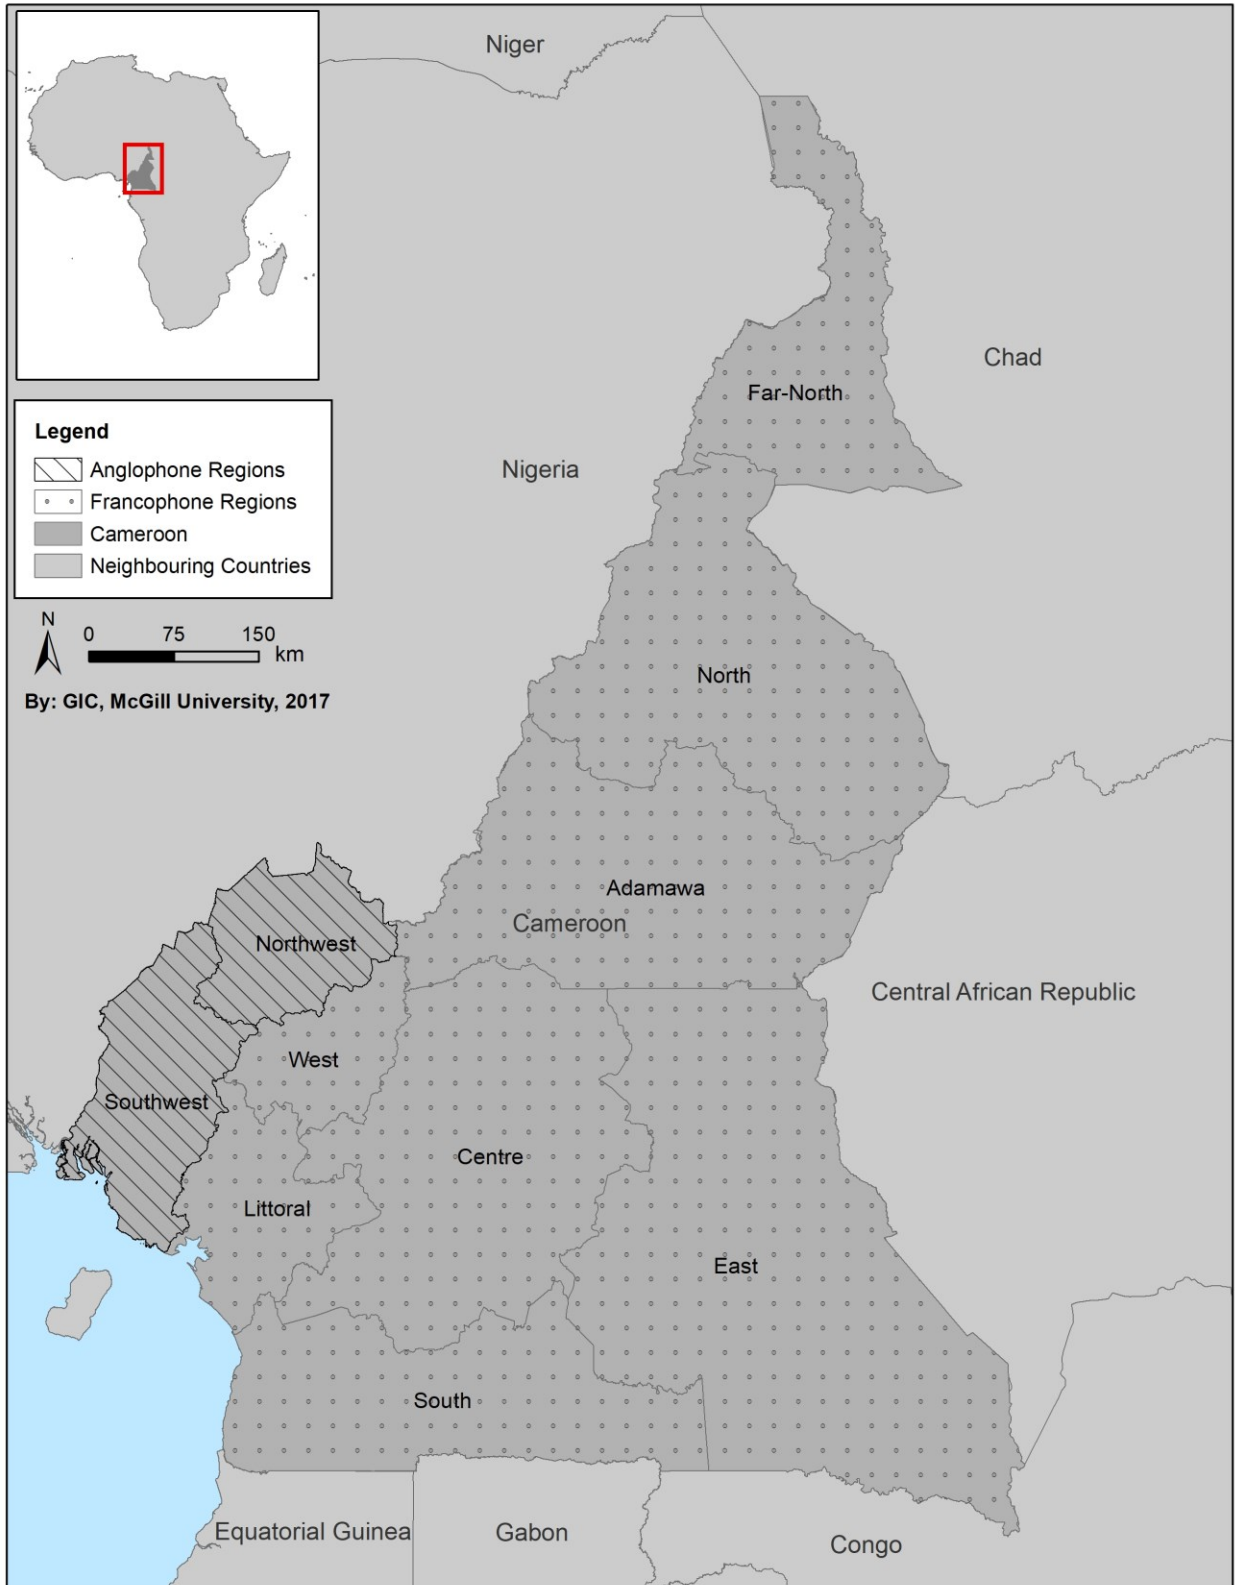 Niger
Chad
Far-North
Nigeria
Legend
Anglophone Regions
Francophone Regions
Cameroon
Neighbouring Countries
N
0 75 150
km
By: GIC, McGill University, 2017
North
Adamawa
Cameroon
Northwest
Central African Republic
West
Southwest
Centre
Littoral
East
South
Equatorial Guinea
Gabon
Congo